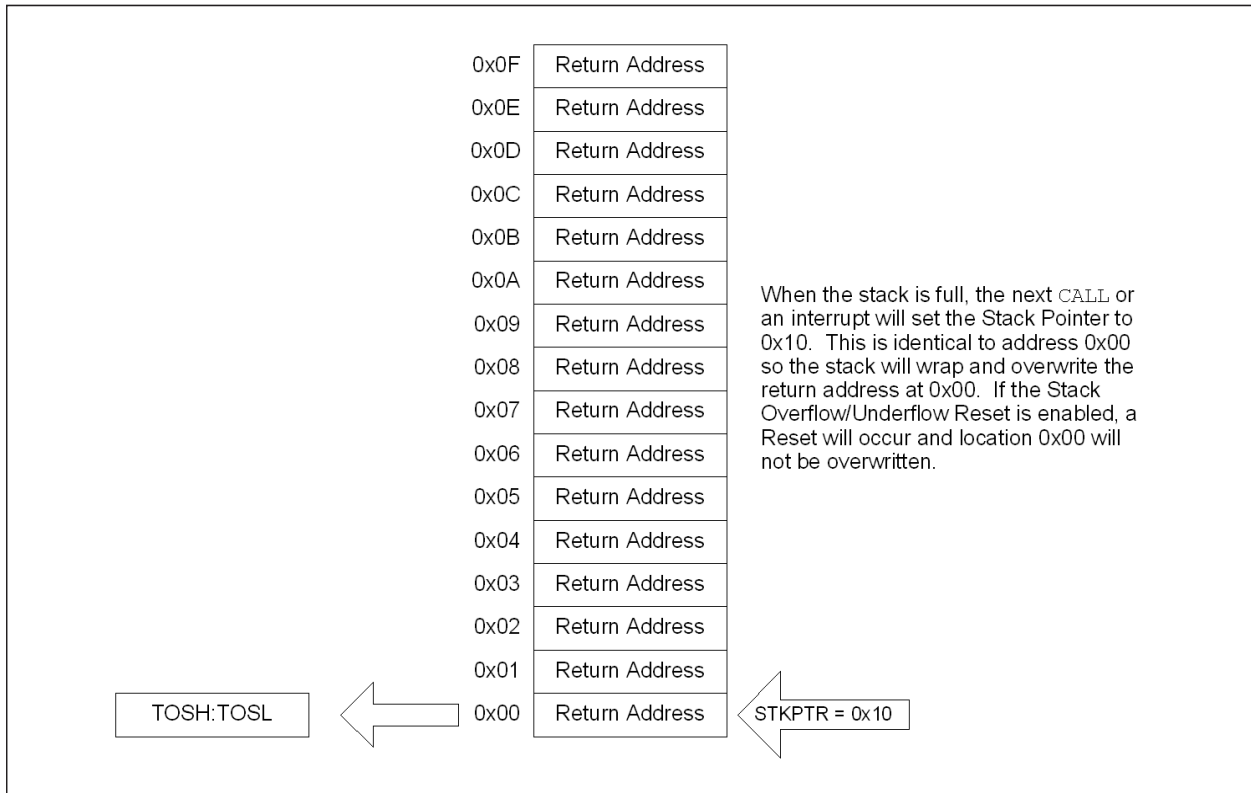 0x0F Return Address
0x0E Return Address
0x0D Return Address
0x0C Return Address
0x0B Return Address
0x0A Return Address
0x09 Return Address
0x08 Return Address
0x07 Return Address
0x06 Return Address
0x05 Return Address
0x04 Return Address
0x03 Return Address
0x02 Return Address
0x01 Return Address
TOSH:TOSL 0x00 Return Address STKPTR = 0x10
When the stack is full, the next CALL or
an interrupt will set the Stack Pointer to
0x10. This is identical to address 0x00
so the stack will wrap and overwrite the
return address at 0x00. If the Stack
Overflow/Underflow Reset is enabled, a
Reset will occur and location 0x00 will
not be overwritten.